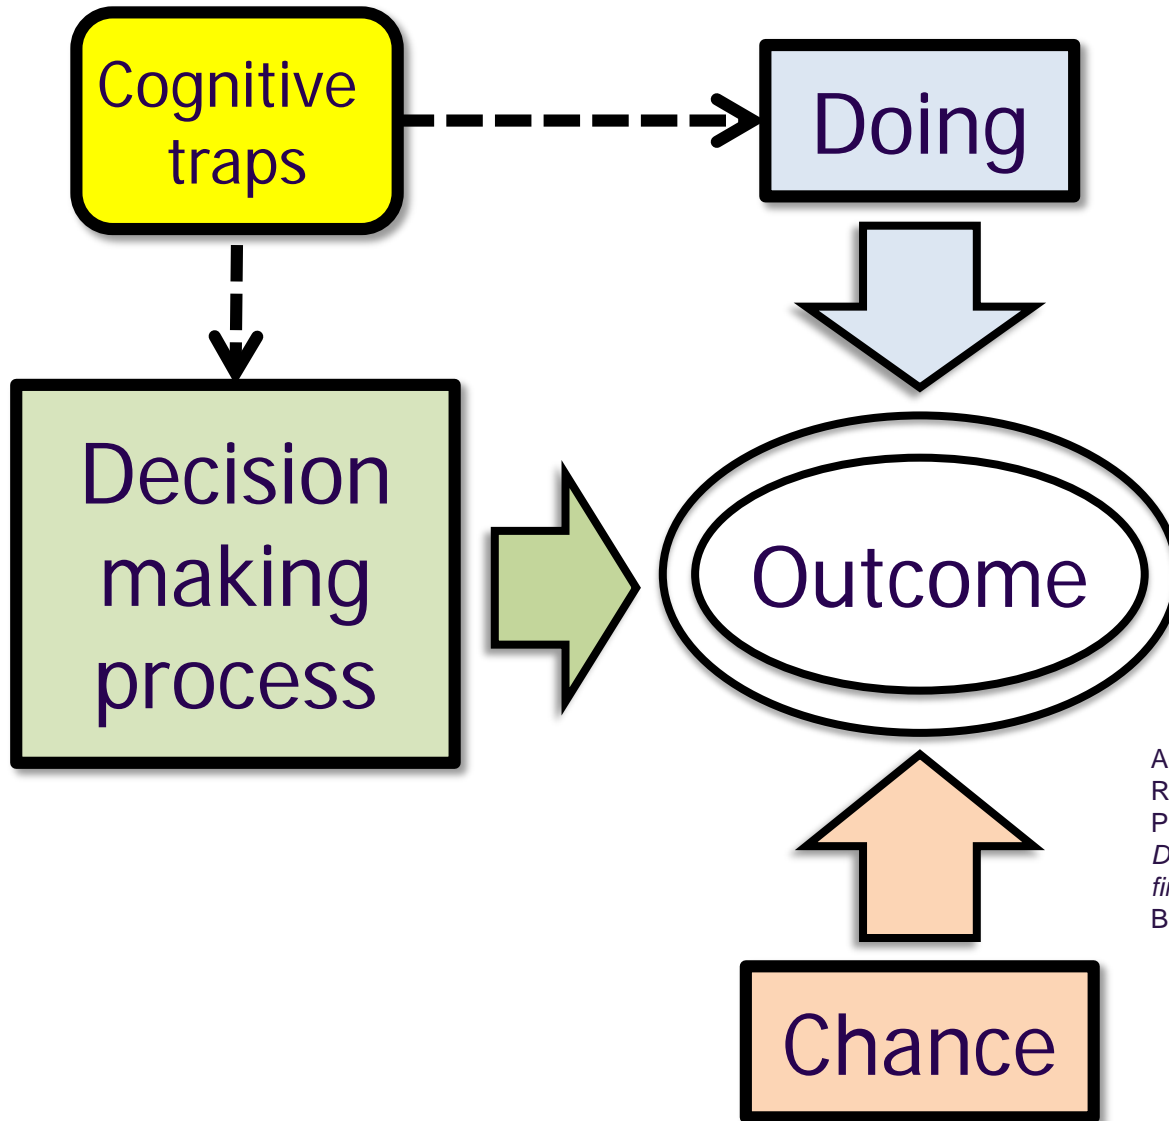 Cognitive
traps
Doing
Decision
making
process
Outcome
Chance